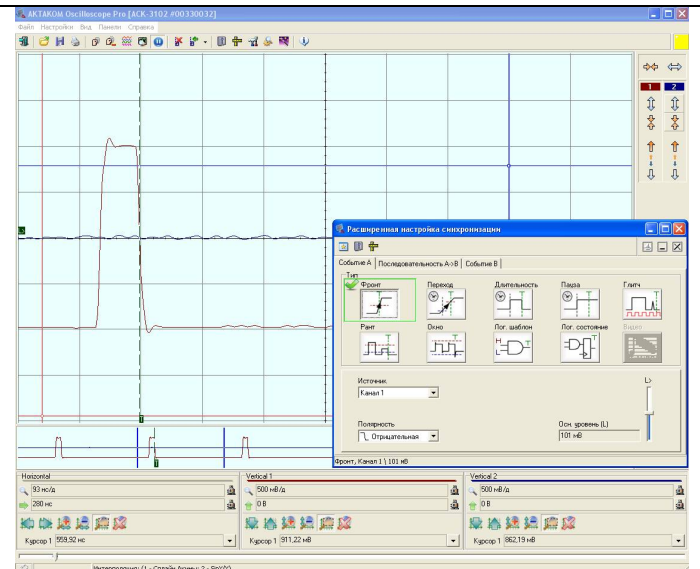 AKTAKOM Oscilloscope Pro [ACK-3102 #00330032]
Файл Настройки Вид Панели Справка
1 2
Расширенная настройка синхронизации
Событие A Последовательность A->B Событие B
Тип
Фронт Переход Длительность Пауза Глитч
Рант Окно Лог. шаблон Лог. состояние Видео
Источник L>
Канал 1
Полярность Осн. уровень (L)
Отрицательная 101 мВ
Фронт, Канал 1 \ 101 мВ
Horizontal Vertical 1 Vertical 2
93 нс/д 500 мВ/д 500 мВ/д
280 нс 0 В 0 В
Курсор 1 559,92 нс Курсор 1 911,22 мВ Курсор 1 862,19 мВ